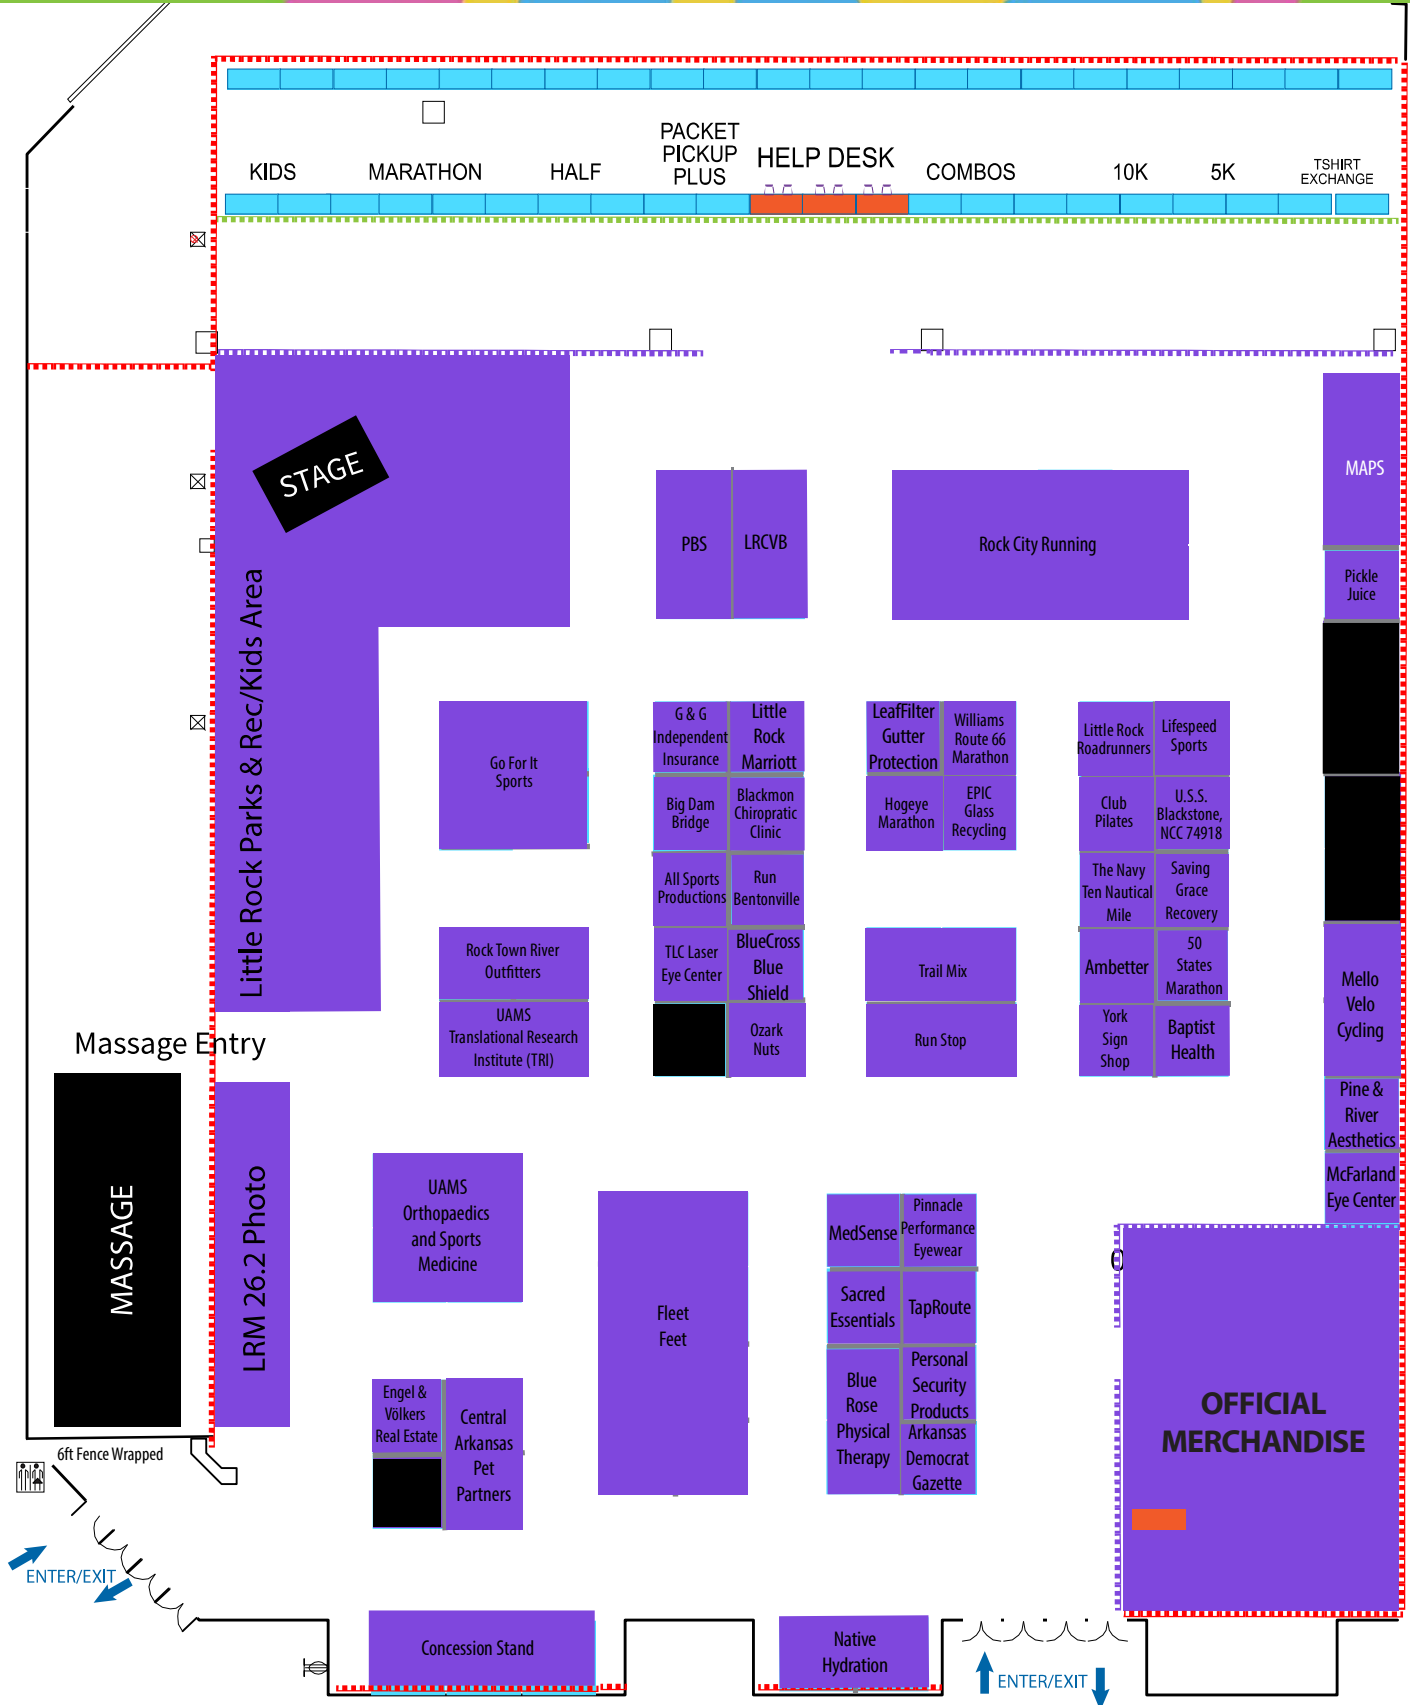 KIDS
MARATHON
HALF
PACKET
PICKUP
PLUS
HELP DESK
COMBOS
10K
5K
TSHIRT
EXCHANGE
STAGE
Little Rock Parks & Rec/Kids Area
PBS
LRCVB
Rock City Running
MAPS
Pickle
Juice
Go For It
Sports
G & G
Independent
Insurance
Little
Rock
Marriott
LeafFilter
Gutter
Protection
Williams
Route 66
Marathon
Little Rock
Roadrunners
Lifespeed
Sports
Big Dam
Bridge
Blackmon
Chiropratic
Clinic
Hogeye
Marathon
EPIC
Glass
Recycling
Club
Pilates
U.S.S.
Blackstone,
NCC 74918
All Sports
Productions
Run
Bentonville
The Navy
Ten Nautical
Mile
Saving
Grace
Recovery
Rock Town River
Outfitters
TLC Laser
Eye Center
BlueCross
Blue
Shield
Trail Mix
Ambetter
50
States
Marathon
Mello
Velo
Cycling
UAMS
Translational Research
Institute (TRI)
Ozark
Nuts
Run Stop
York
Sign
Shop
Baptist
Health
Massage Entry
Pine &
River
Aesthetics
McFarland
Eye Center
MASSAGE
LRM 26.2 Photo
UAMS
Orthopaedics
and Sports
Medicine
Fleet
Feet
MedSense
Pinnacle
Performance
Eyewear
Sacred
Essentials
TapRoute
Blue
Rose
Physical
Therapy
Personal
Security
Products
Arkansas
Democrat
Gazette
OFFICIAL
MERCHANDISE
Engel &
Völkers
Real Estate
Central
Arkansas
Pet
Partners
6ft Fence Wrapped
ENTER/EXIT
Concession Stand
Native
Hydration
ENTER/EXIT